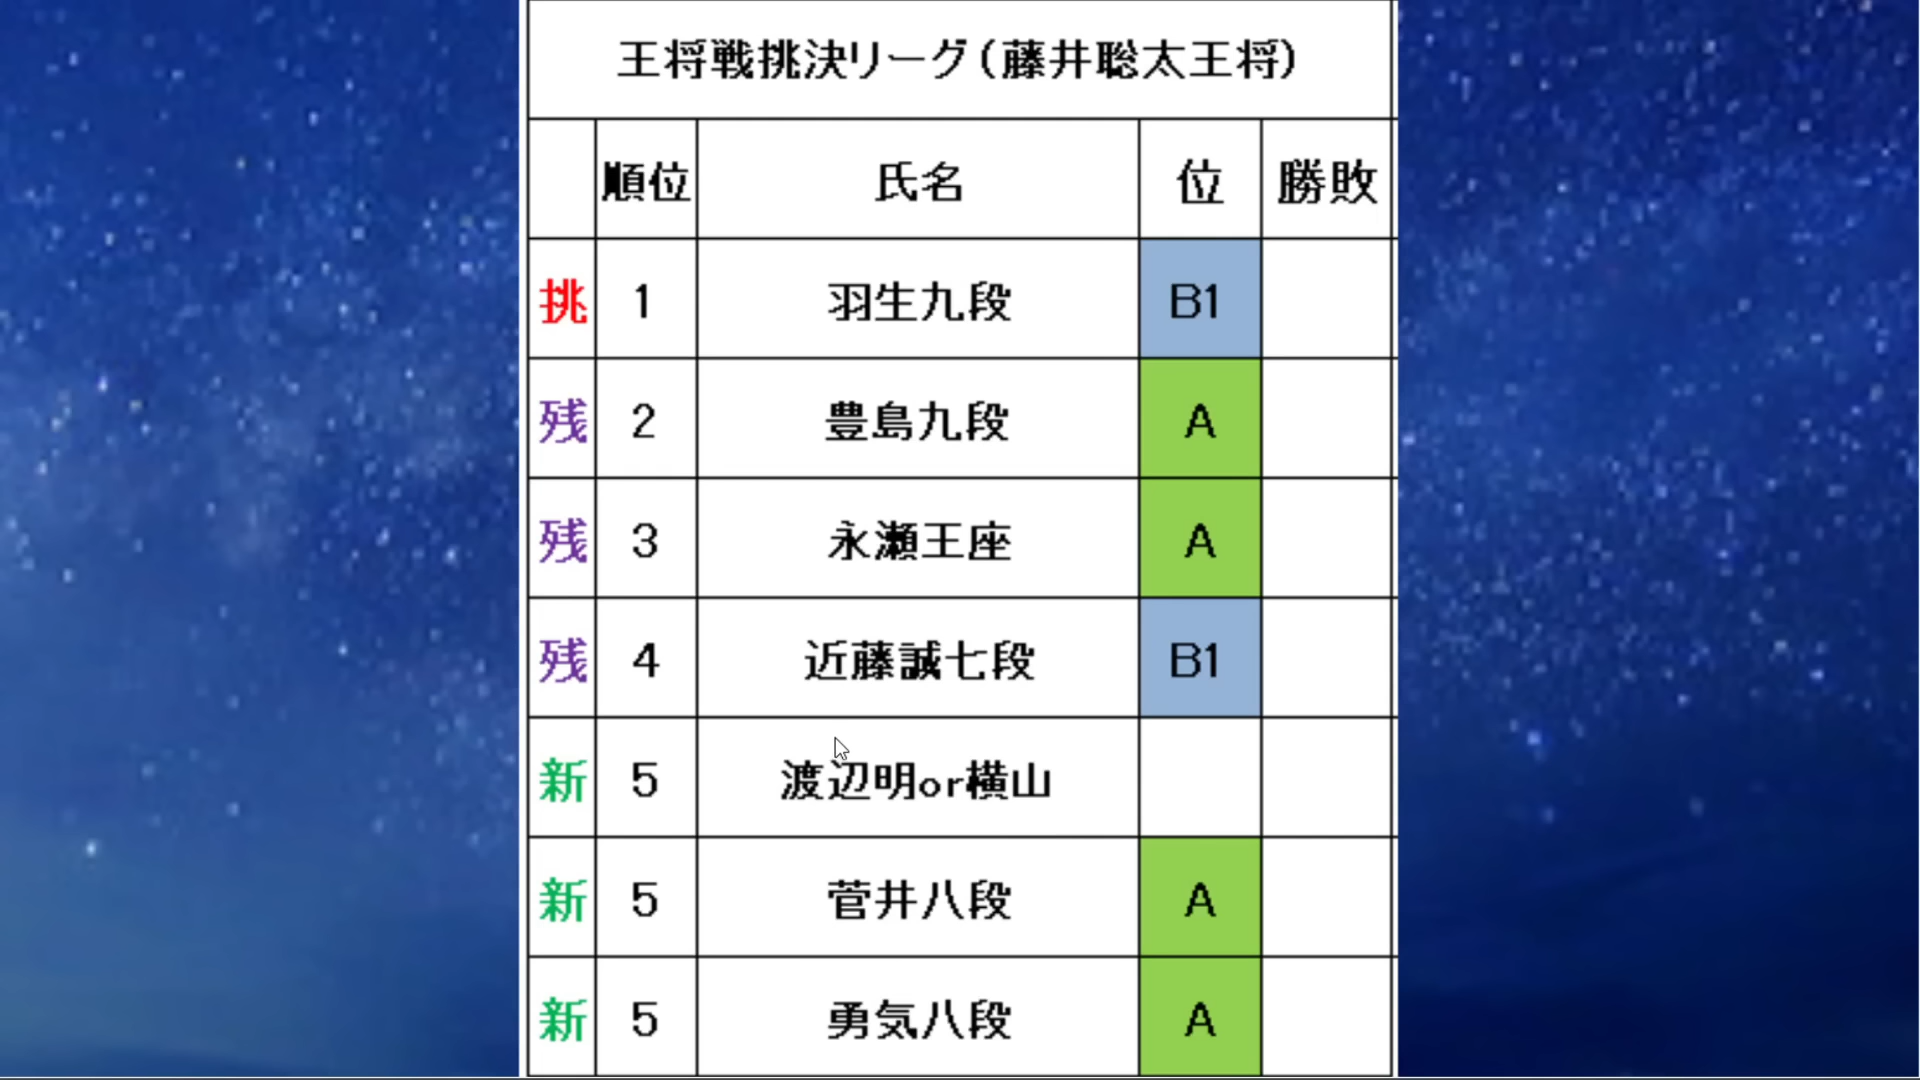 王将戦挑決リーグ(藤井聡太王将)
順位 氏名 位 勝敗
挑 1 羽生九段 B1
残 2 豊島九段 A
残 3 永瀬王座 A
残 4 近藤誠七段 B1
新 5 渡辺明or横山
新 5 菅井八段 A
新 5 勇気八段 A